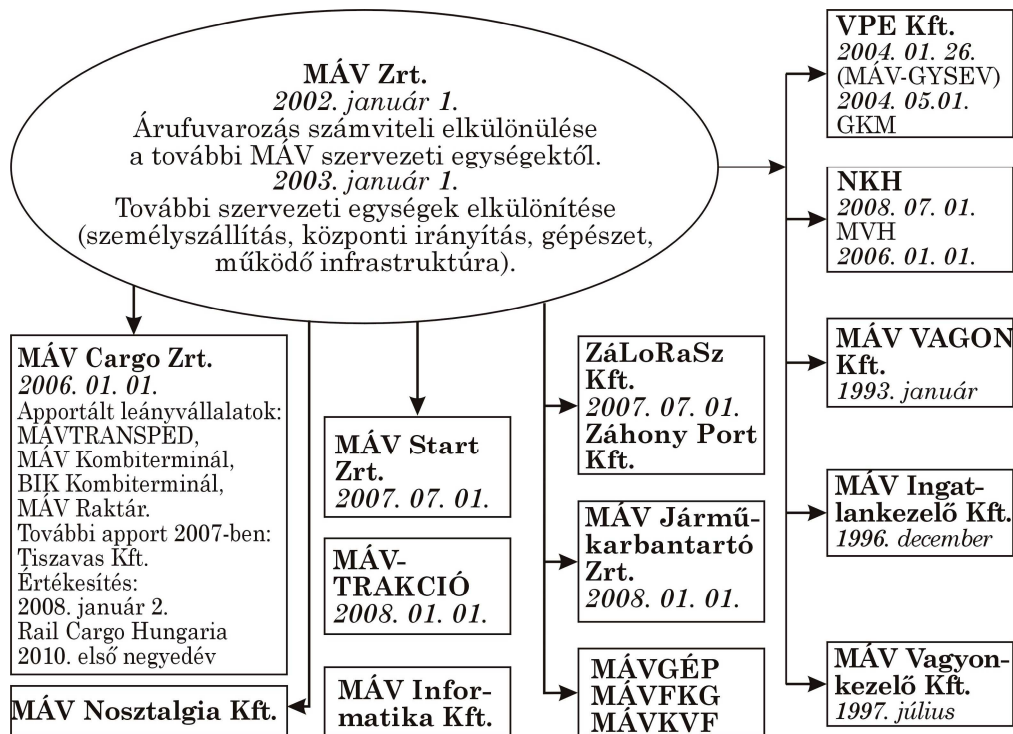 MÁV Zrt.
2002. január 1.
Árufuvarozás számviteli elkülönülése
a további MÁV szervezeti egységektől.
2003. január 1.
További szervezeti egységek elkülönítése
(személyszállítás, központi irányítás, gépészet,
működő infrastruktúra).
MÁV Cargo Zrt.
2006. 01. 01.
Apportált leányvállalatok:
MÁVTRANSPED,
MÁV Kombiterminál,
BIK Kombiterminál,
MÁV Raktár.
További apport 2007-ben:
Tiszavas Kft.
Értékesítés:
2008. január 2.
Rail Cargo Hungaria
2010. első negyedév
MÁV Nosztalgia Kft.
MÁV Start
Zrt.
2007. 07. 01.
MÁV-
TRAKCIÓ
2008. 01. 01.
MÁV Infor-
matika Kft.
ZáLoRaSz
Kft.
2007. 07. 01.
Záhony Port
Kft.
MÁV Jármű-
karbantartó
Zrt.
2008. 01. 01.
MÁVGÉP
MÁVFKG
MÁVKVF
VPE Kft.
2004. 01. 26.
(MÁV-GYSEV)
2004. 05.01.
GKM
NKH
2008. 07. 01.
MVH
2006. 01. 01.
MÁV VAGON
Kft.
1993. január
MÁV Ingat-
lankezelő Kft.
1996. december
MÁV Vagyon-
kezelő Kft.
1997. július